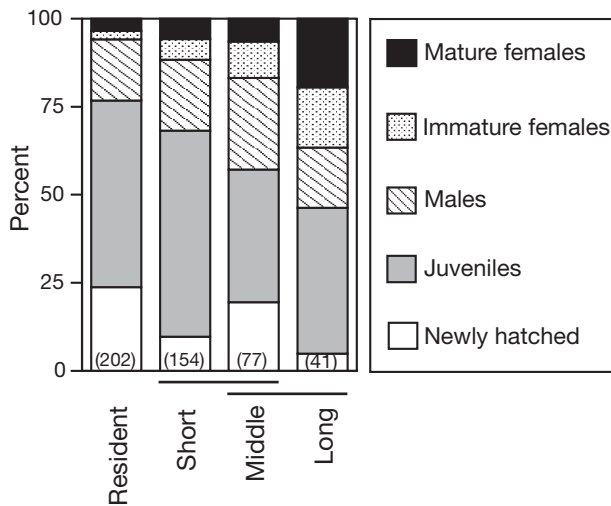 Percent
100
75
50
25
0
(202) (154) (77) (41)
Resident
Short
Middle
Long
Mature females
Immature females
Males
Juveniles
Newly hatched